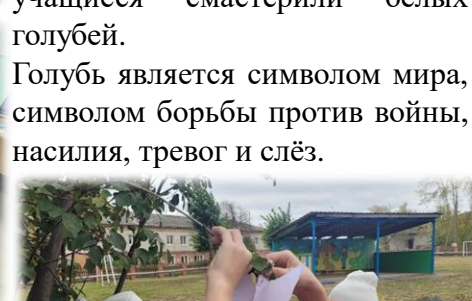 учащиеся смастерили белых
голубей.
Голубь является символом мира,
символом борьбы против войны,
насилия, тревог и слёз.